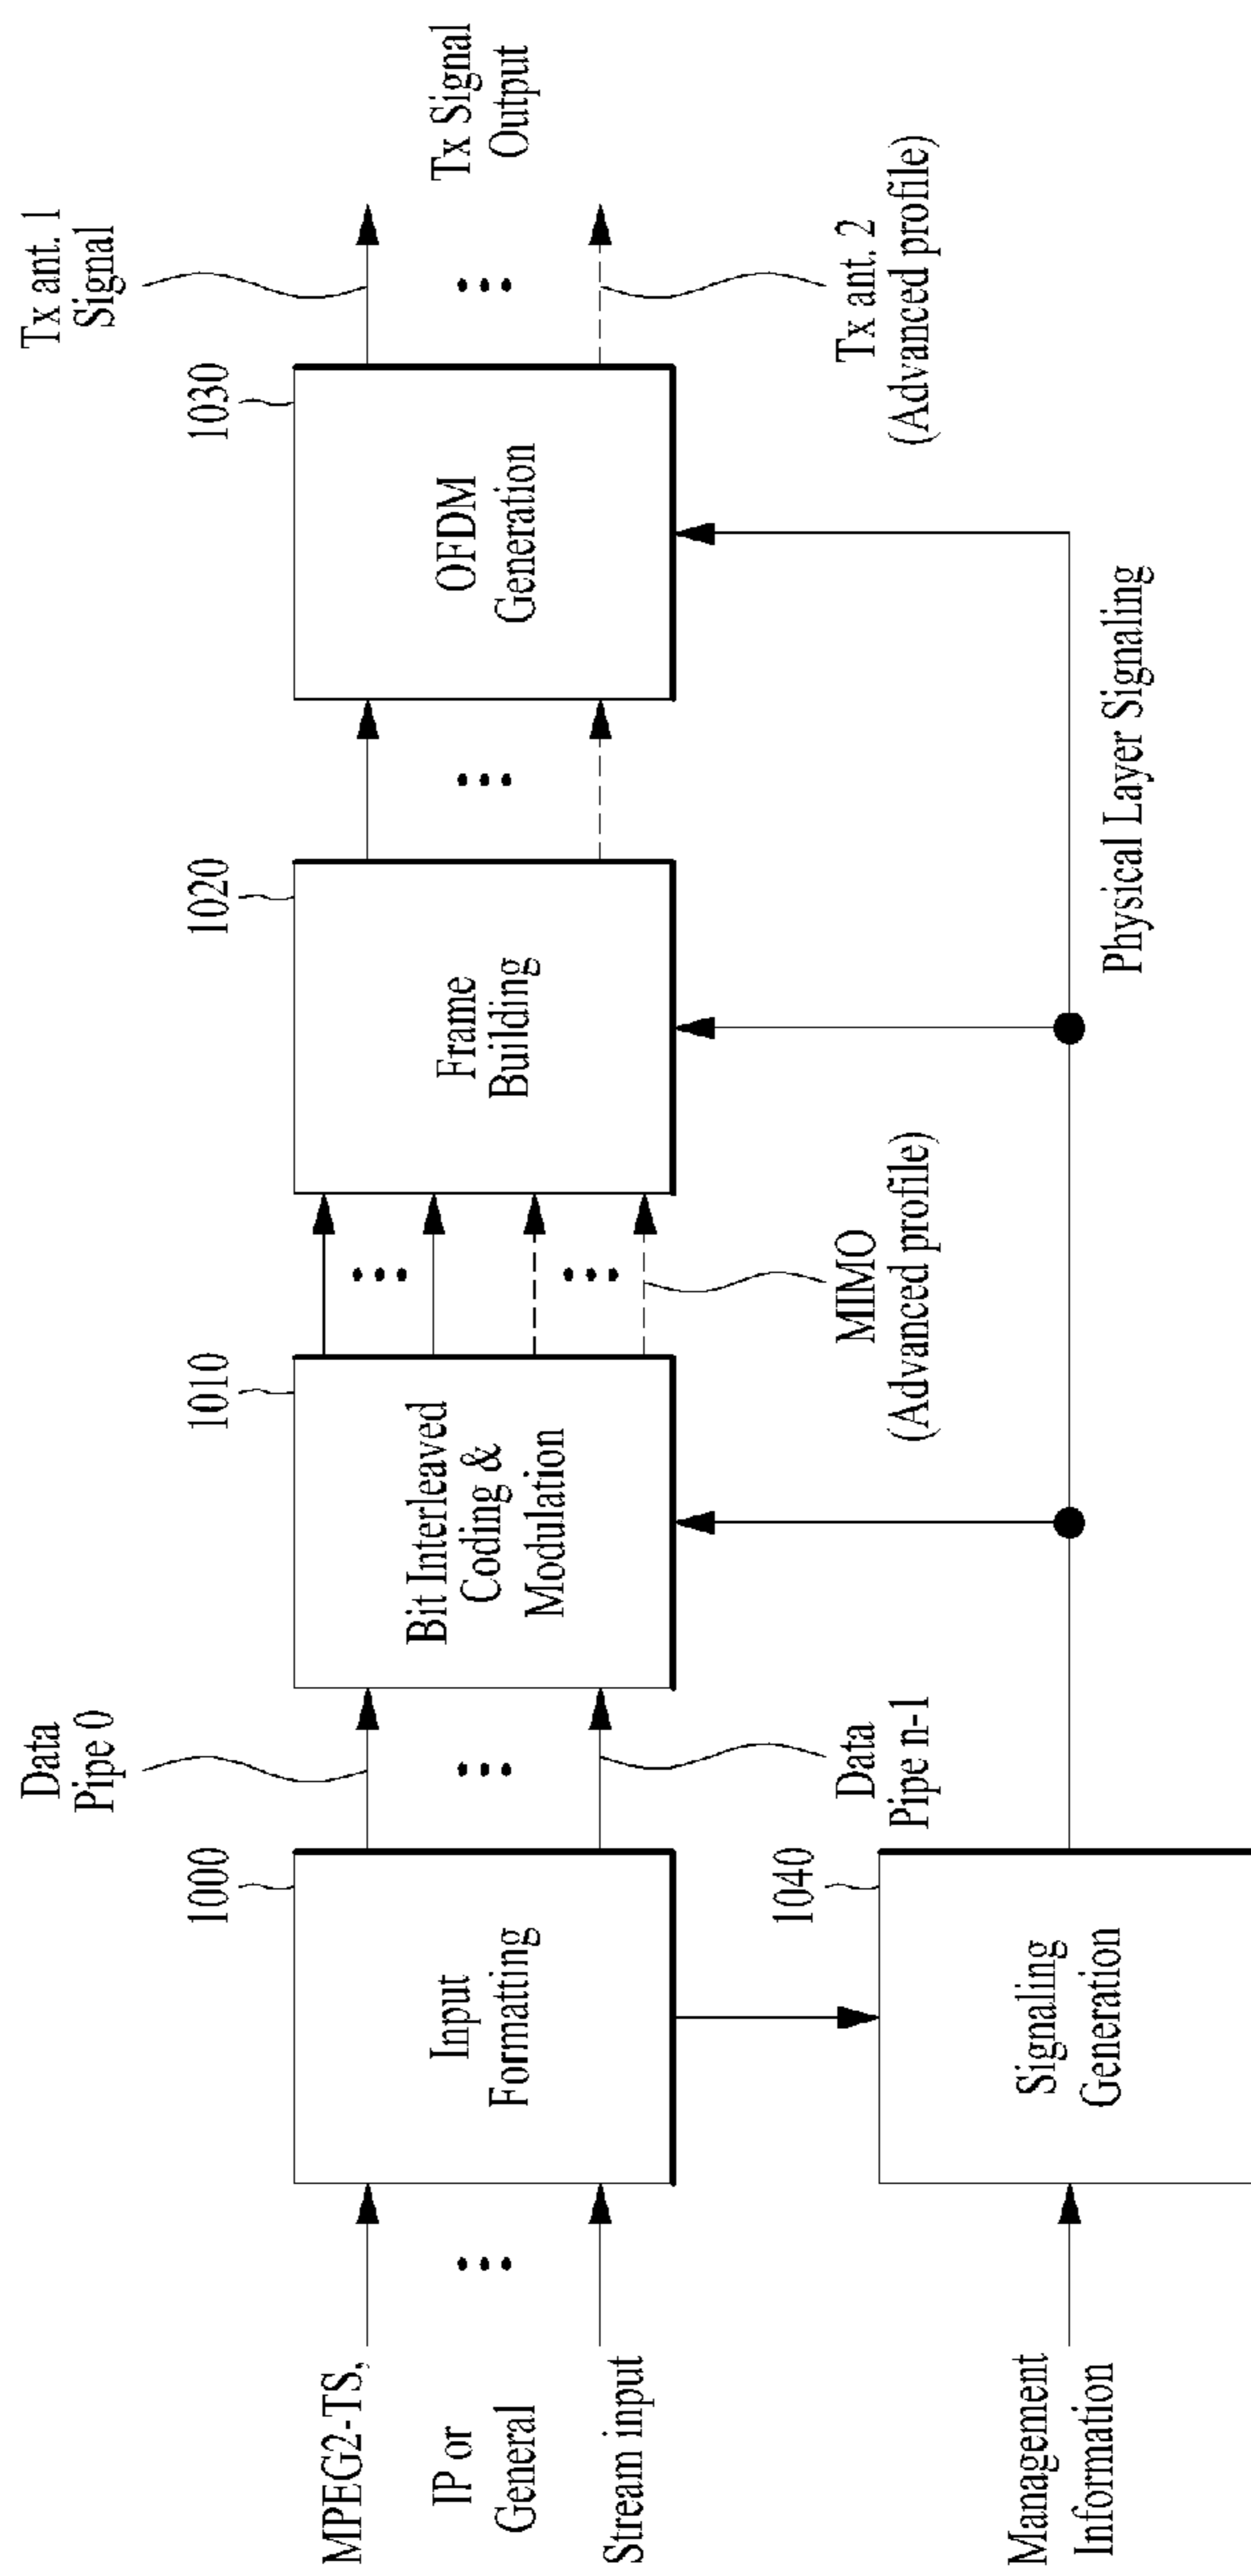 MPEG2-TS,
IP or
General
Stream input
Management
Information
1000
Input
Formatting
1040
Signaling
Generation
Data
Pipe 0
Data
Pipe n-1
1010
Bit Interleaved
Coding &
Modulation
MIMO
(Advanced profile)
1020
Frame
Building
Physical Layer Signaling
1030
OFDM
Generation
Tx ant. 1
Signal
Tx Signal
Output
Tx ant. 2
(Advanced profile)